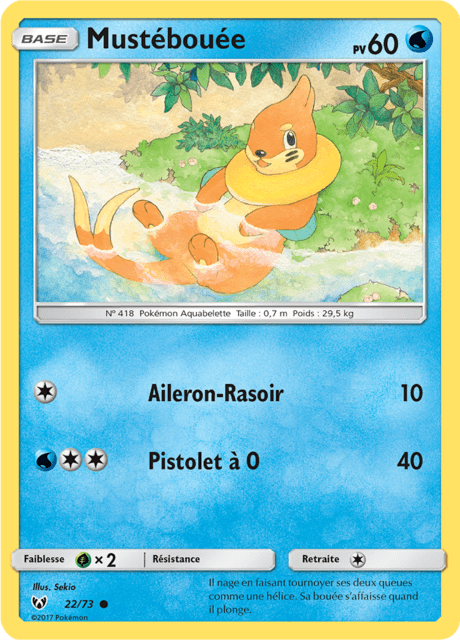 BASE Mustébouée PV60
N° 418 Pokémon Aquabelette Taille : 0,7 m Poids : 29,5 kg
Aileron-Rasoir 10
Pistolet à O 40
Faiblesse ×2 Résistance Retraite
Illus. Sekio
22/73
©2017 Pokémon
Il nage en faisant tournoyer ses deux queues
comme une hélice. Sa bouée s'affaisse quand
il plonge.